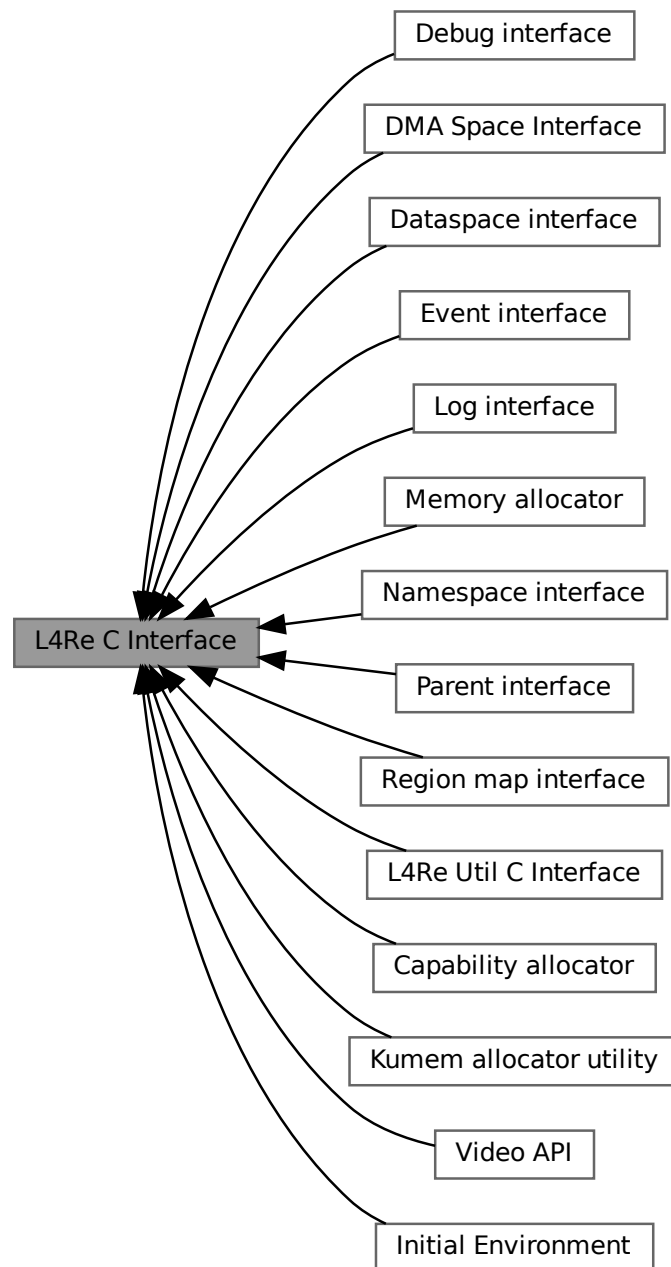 Debug interface
DMA Space Interface
Dataspace interface
Event interface
Log interface
Memory allocator
Namespace interface
L4Re C Interface
Parent interface
Region map interface
L4Re Util C Interface
Capability allocator
Kumem allocator utility
Video API
Initial Environment